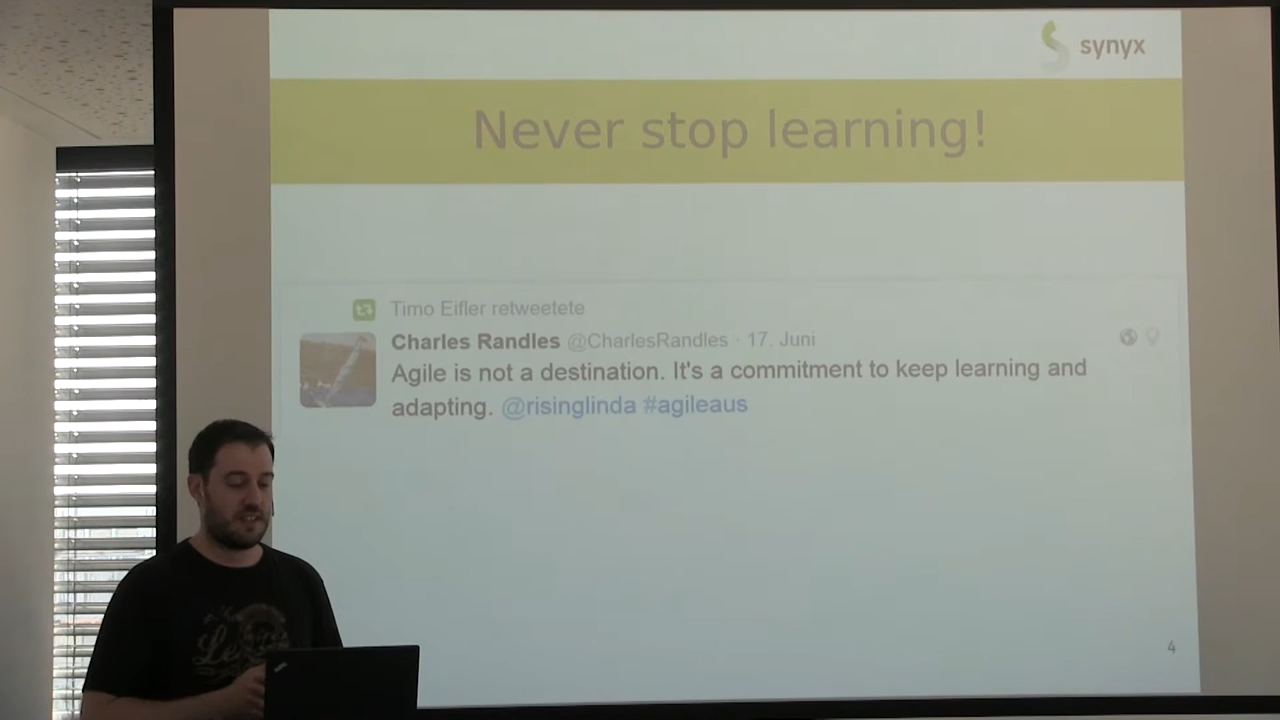 synyx
Never stop learning!
Timo Eifler retweetete
Charles Randles @CharlesRandles · 17. Juni
Agile is not a destination. It's a commitment to keep learning and
adapting. @risinglinda #agileaus
4